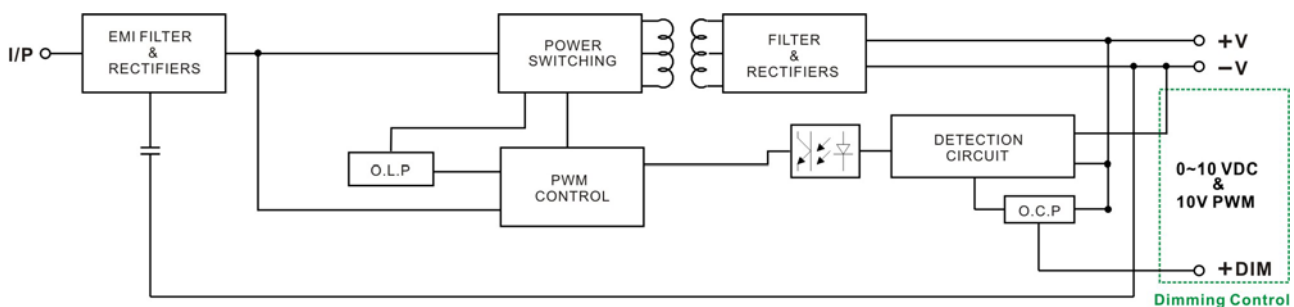 I/P
EMI FILTER
&
RECTIFIERS
POWER
SWITCHING
FILTER
&
RECTIFIERS
+V
−V
O.L.P
PWM
CONTROL
DETECTION
CIRCUIT
O.C.P
0~10 VDC
&
10V PWM
+DIM
Dimming Control